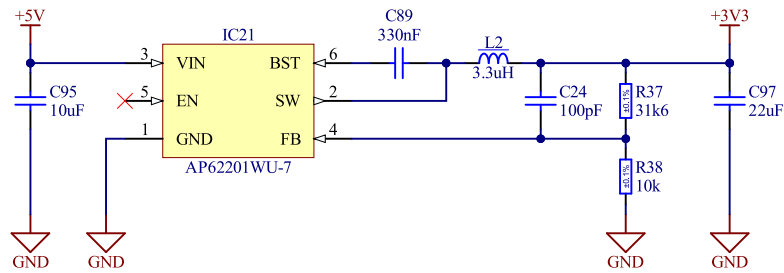 +5V
C89
330nF
+3V3
IC21
L2
3.3uH
3
VIN
BST
6
C95
10uF
5
EN
SW
2
C24
100pF
±0.1%
R37
31k6
C97
22uF
1
GND
FB
4
AP62201WU-7
±0.1%
R38
10k
GND
GND
GND
GND